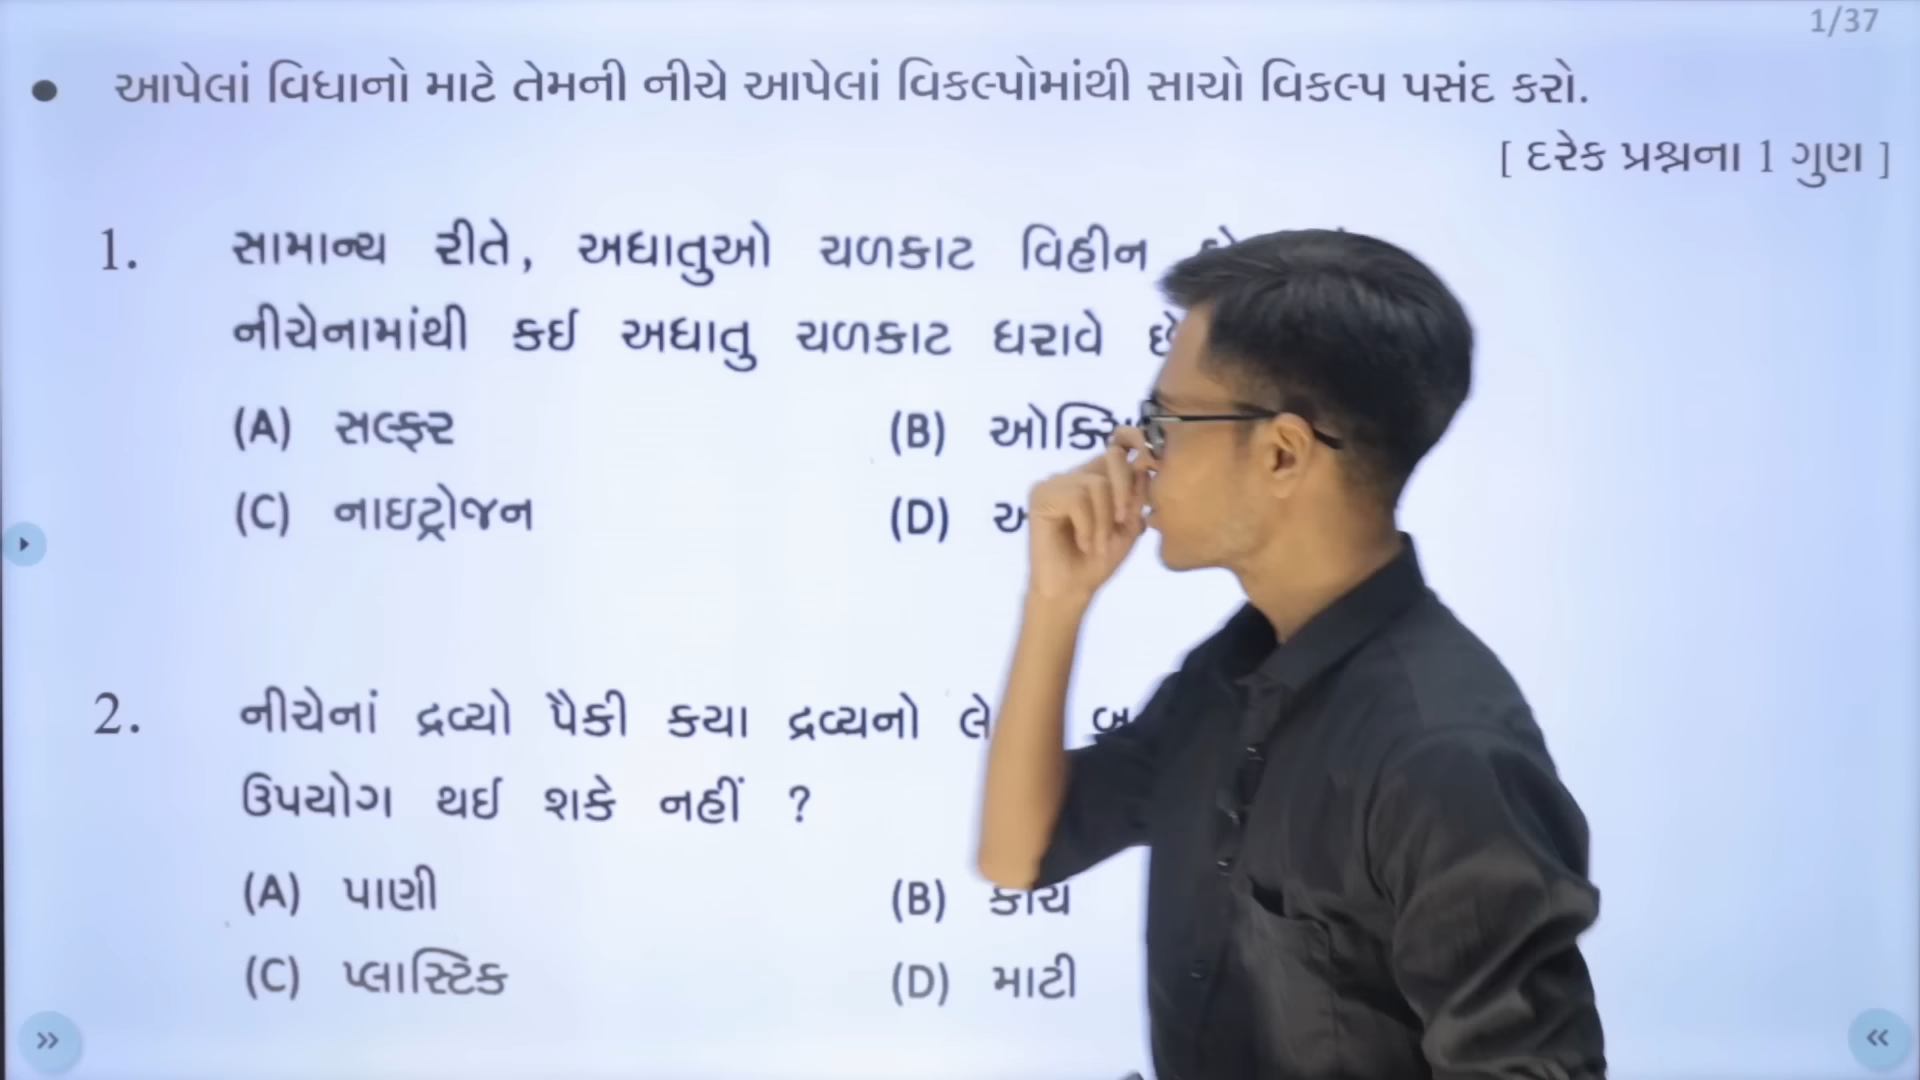 1/37
● આપેલાં વિધાનો માટે તેમની નીચે આપેલાં વિકલ્પોમાંથી સાચો વિકલ્પ પસંદ કરો.
[ દરેક પ્રશ્નના 1 ગુણ ]
1. સામાન્ય રીતે, અધાતુઓ ચળકાટ વિહીન
નીચેનામાંથી કઈ અધાતુ ચળકાટ ધરાવે
(A) સલ્ફર (B)
(C) નાઇટ્રોજન (D)
2. નીચેનાં દ્રવ્યો પૈકી કયા દ્રવ્યનો
ઉપયોગ થઈ શકે નહીં ?
(A) પાણી (B) કાચ
(C) પ્લાસ્ટિક (D) માટી